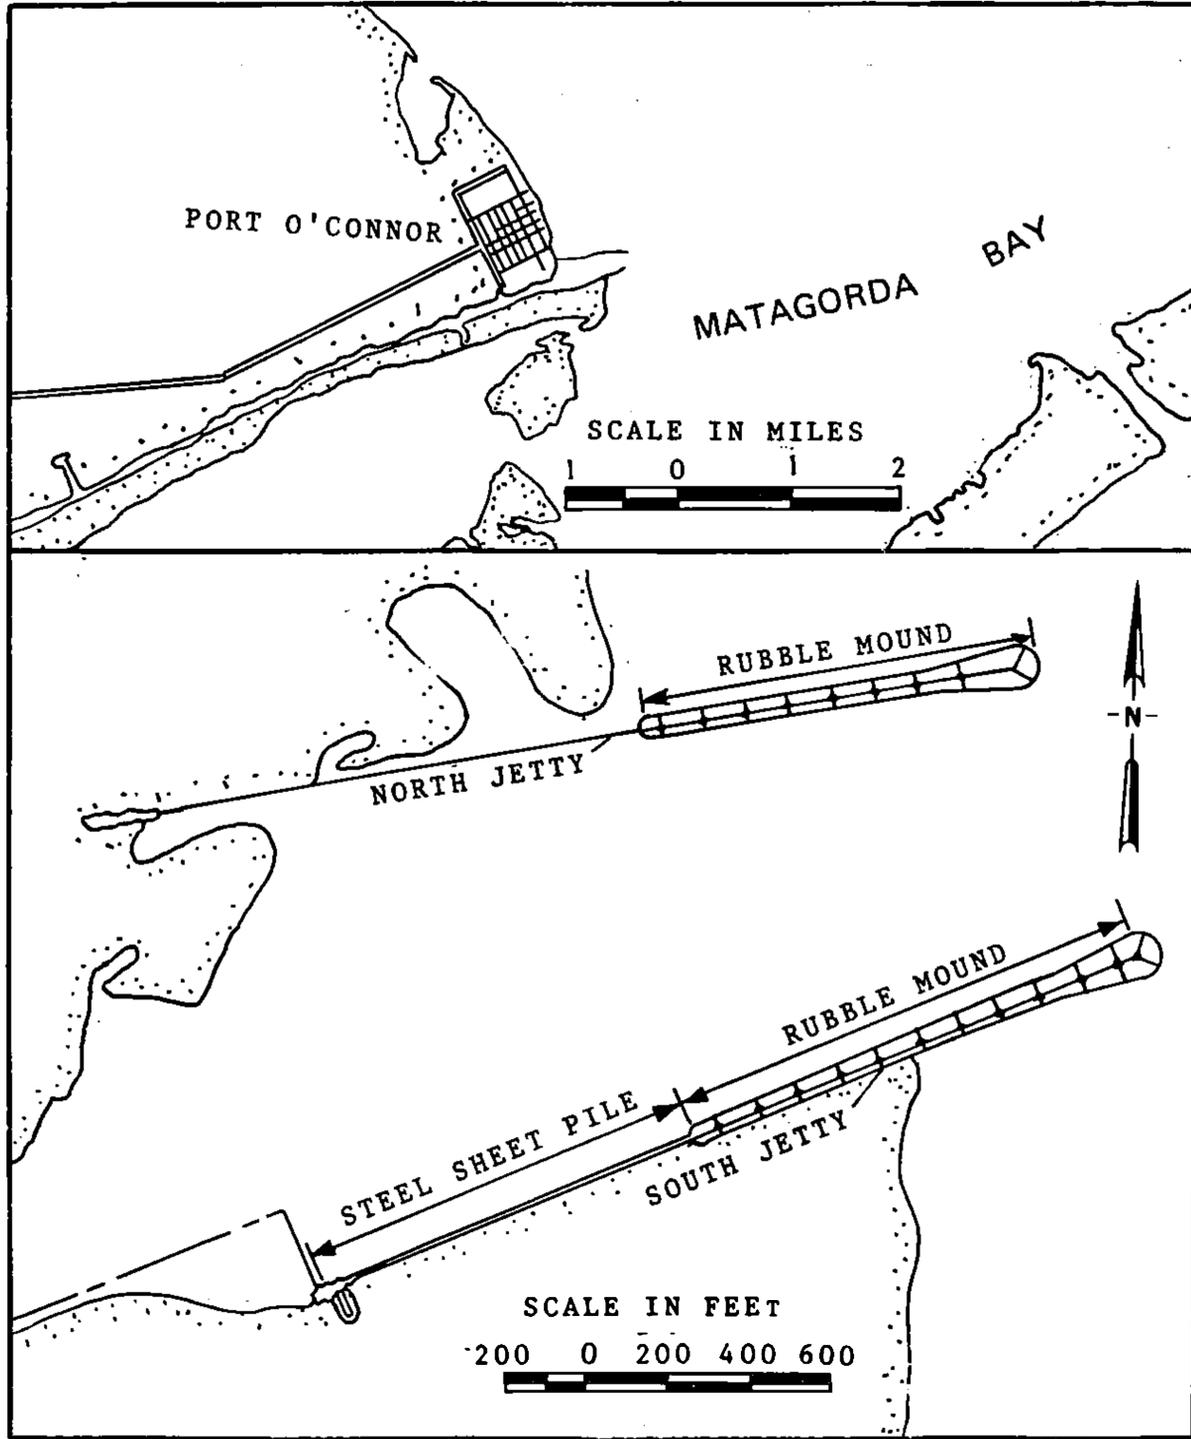 PORT O'CONNOR
MATAGORDA BAY
SCALE IN MILES
1 0 1 2
RUBBLE MOUND
N
NORTH JETTY
RUBBLE MOUND
STEEL SHEET PILE
SOUTH JETTY
SCALE IN FEET
200 0 200 400 600